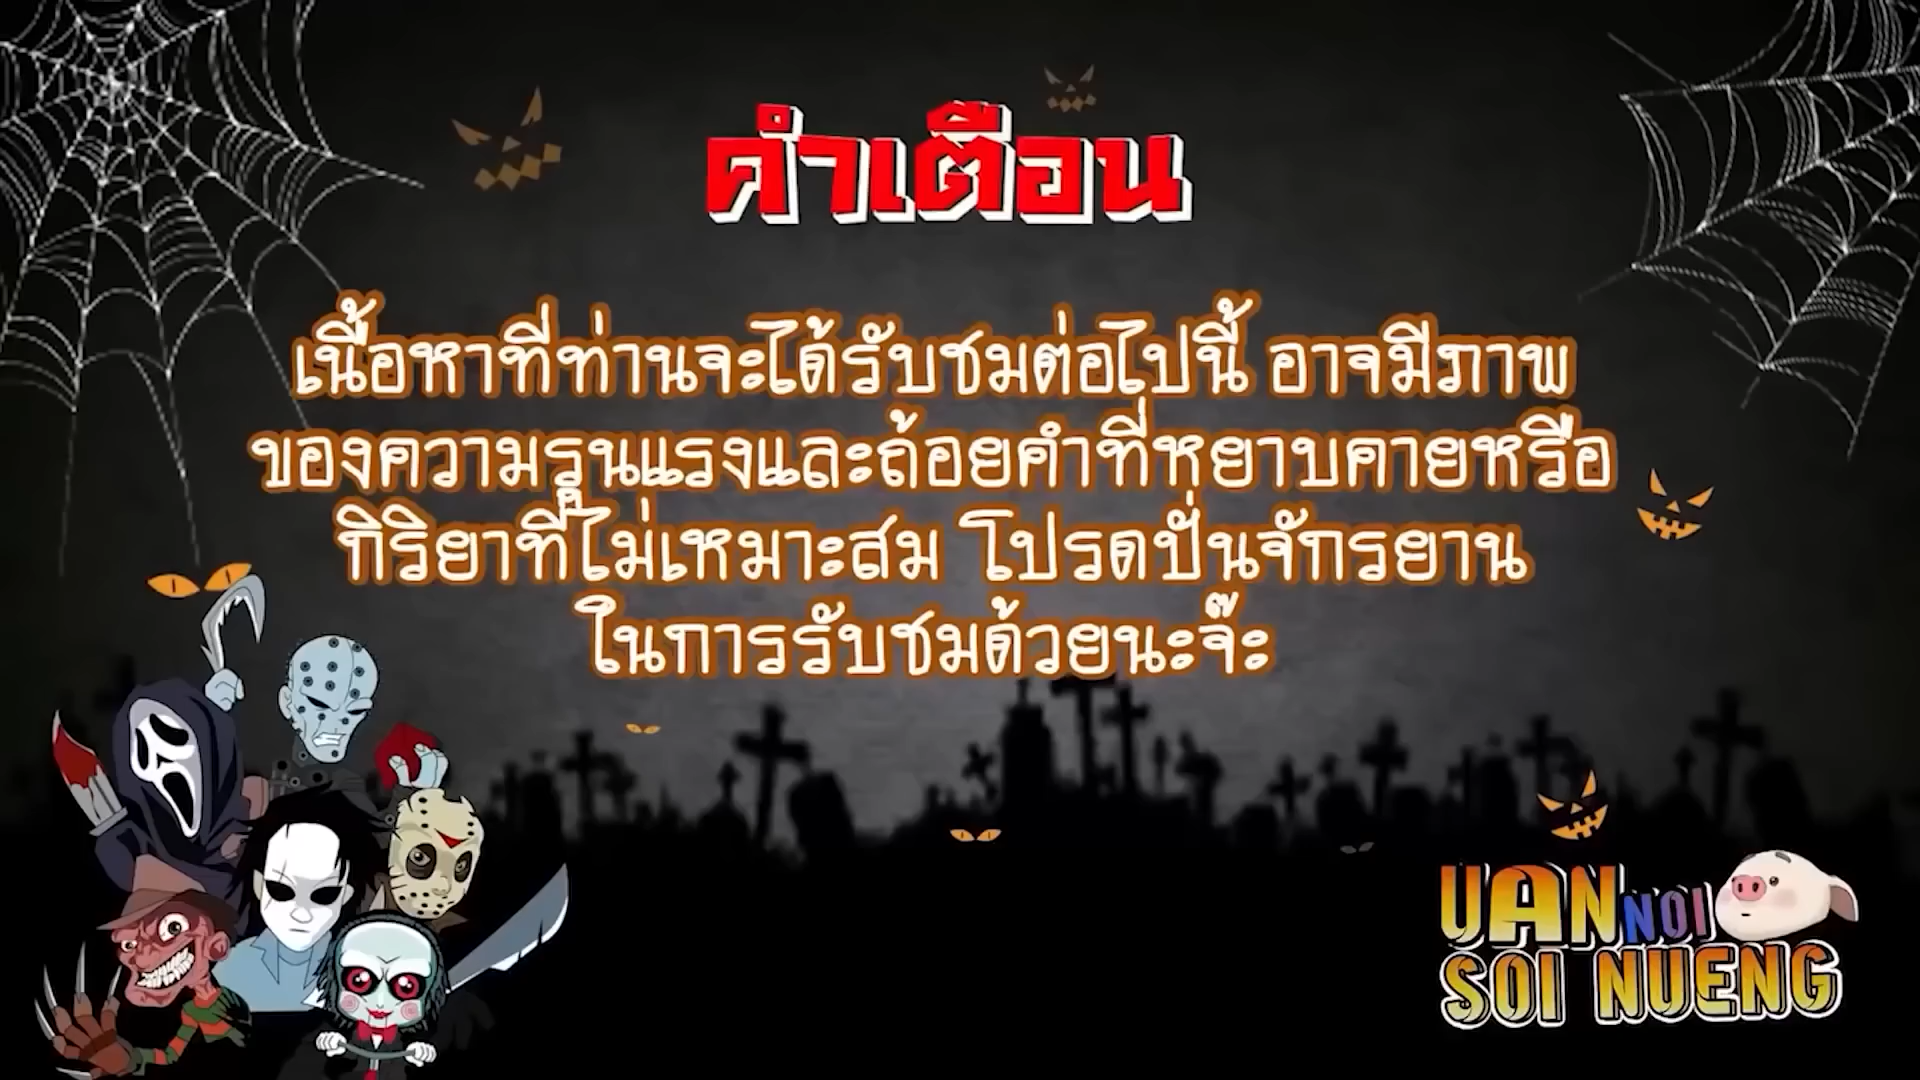 คำเตือน
เนื้อหาที่ท่านจะได้รับชมต่อไปนี้ อาจมีภาพ
ของความรุนแรงและถ้อยคำที่หยาบคายหรือ
กิริยาที่ไม่เหมาะสม โปรดปั่นจักรยาน
ในการรับชมด้วยนะจ๊ะ
UAN NOI
SOI NUENG